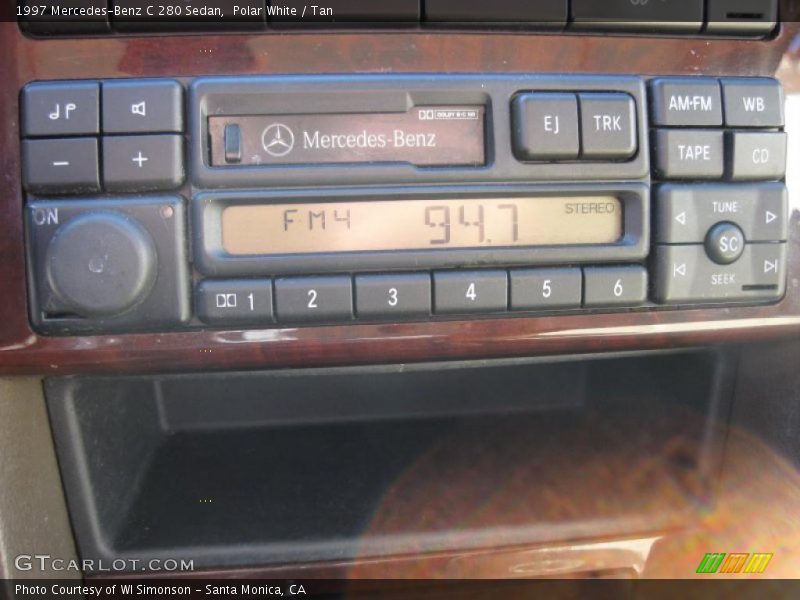 1997 Mercedes-Benz C 280 Sedan,  Polar White / Tan
DOLBY B-C NR
Mercedes-Benz
EJ TRK
AM•FM WB
TAPE CD
- +
ON
FM4 94.7 STEREO
TUNE
SC
SEEK
1 2 3 4 5 6
GTCARLOT.COM
Photo Courtesy of WI Simonson - Santa Monica, CA